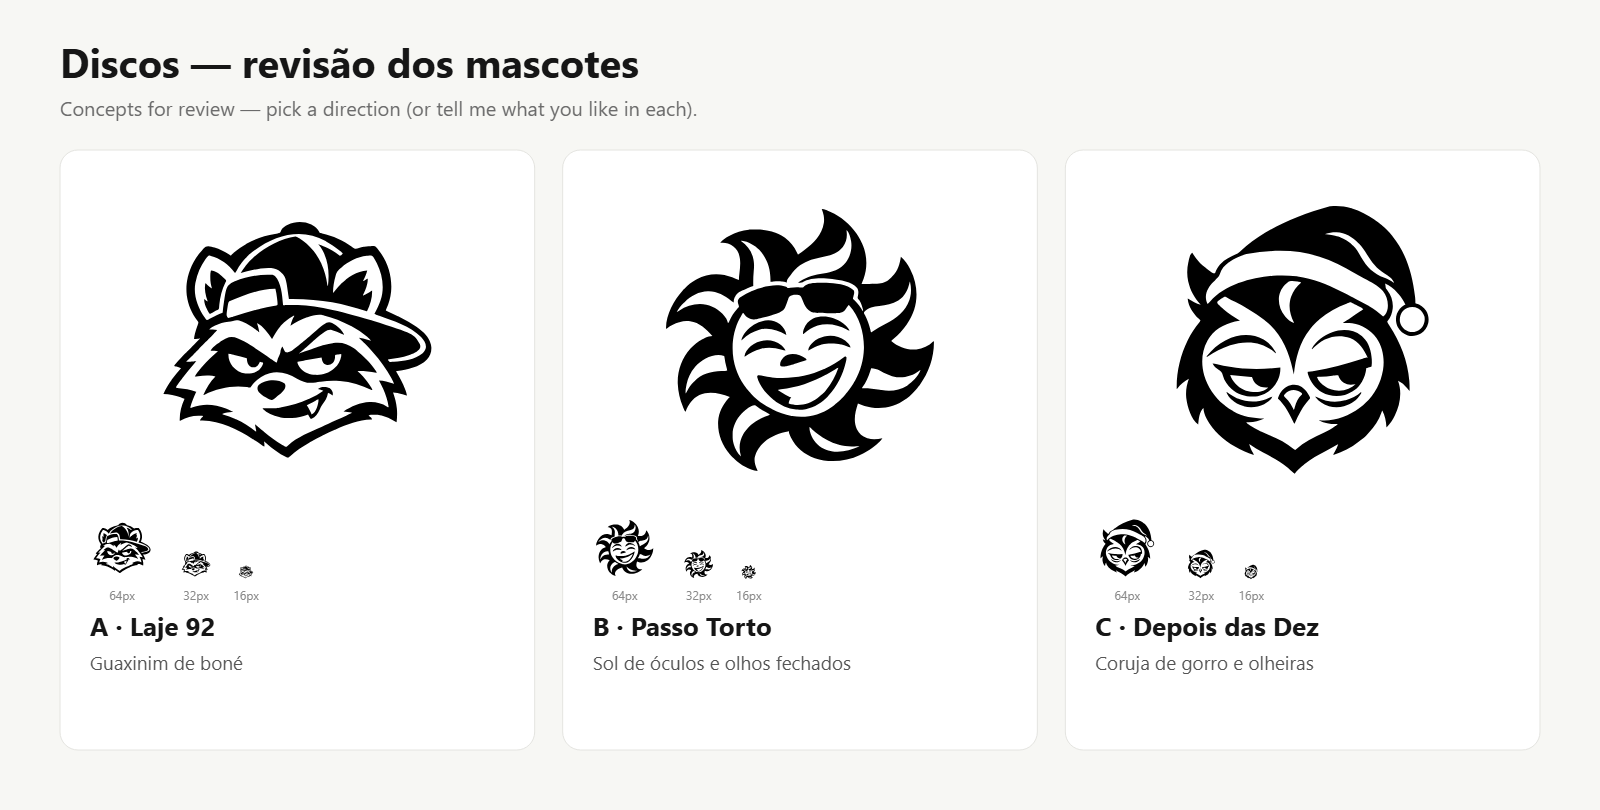 Discos — revisão dos mascotes
Concepts for review — pick a direction (or tell me what you like in each).
64px 32px 16px
A · Laje 92
Guaxinim de boné
64px 32px 16px
B · Passo Torto
Sol de óculos e olhos fechados
64px 32px 16px
C · Depois das Dez
Coruja de gorro e olheiras